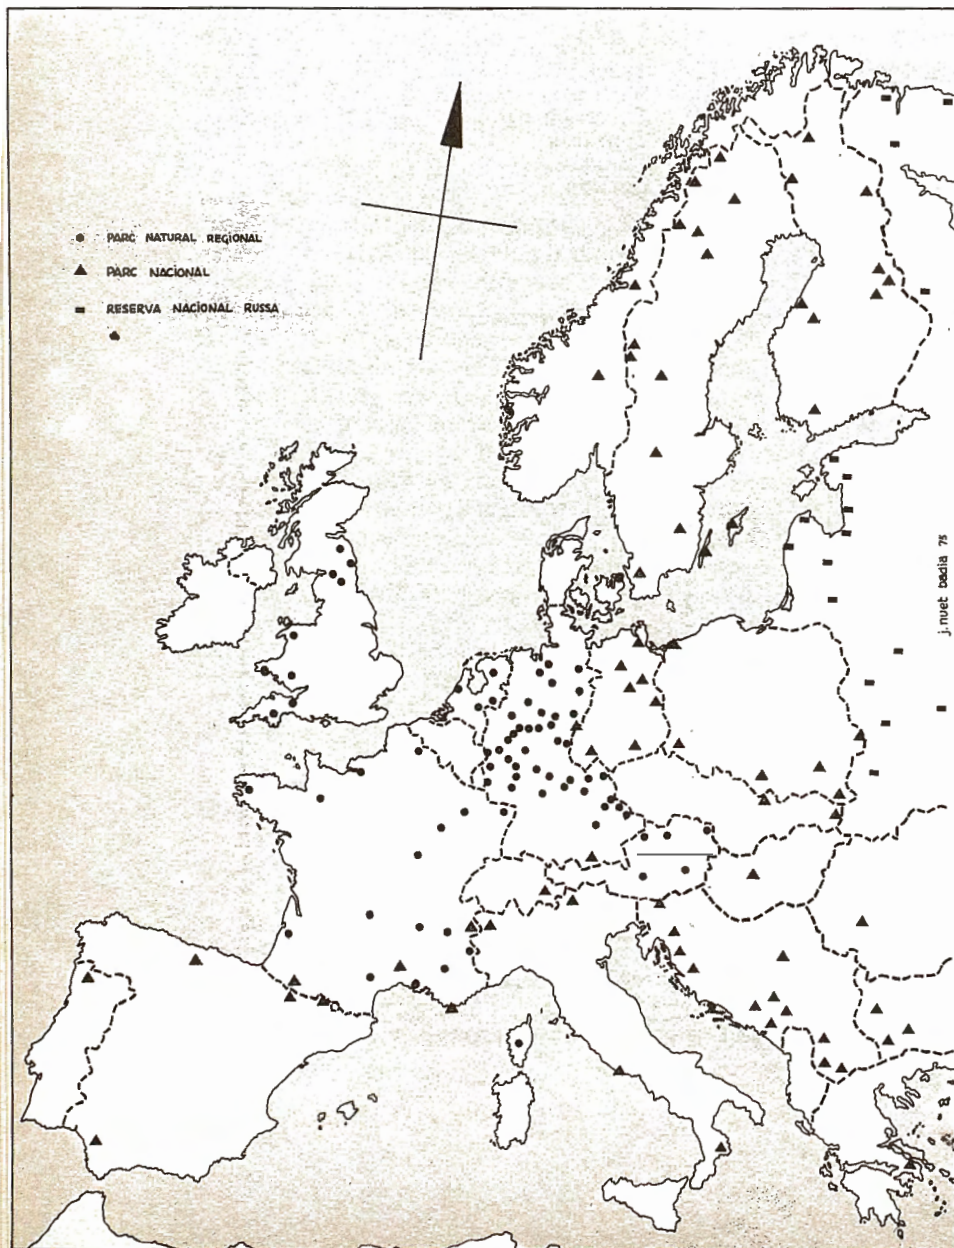 PARC NATURAL REGIONAL
PARC NACIONAL
RESERVA NACIONAL RUSSA
j.nuet badia 75